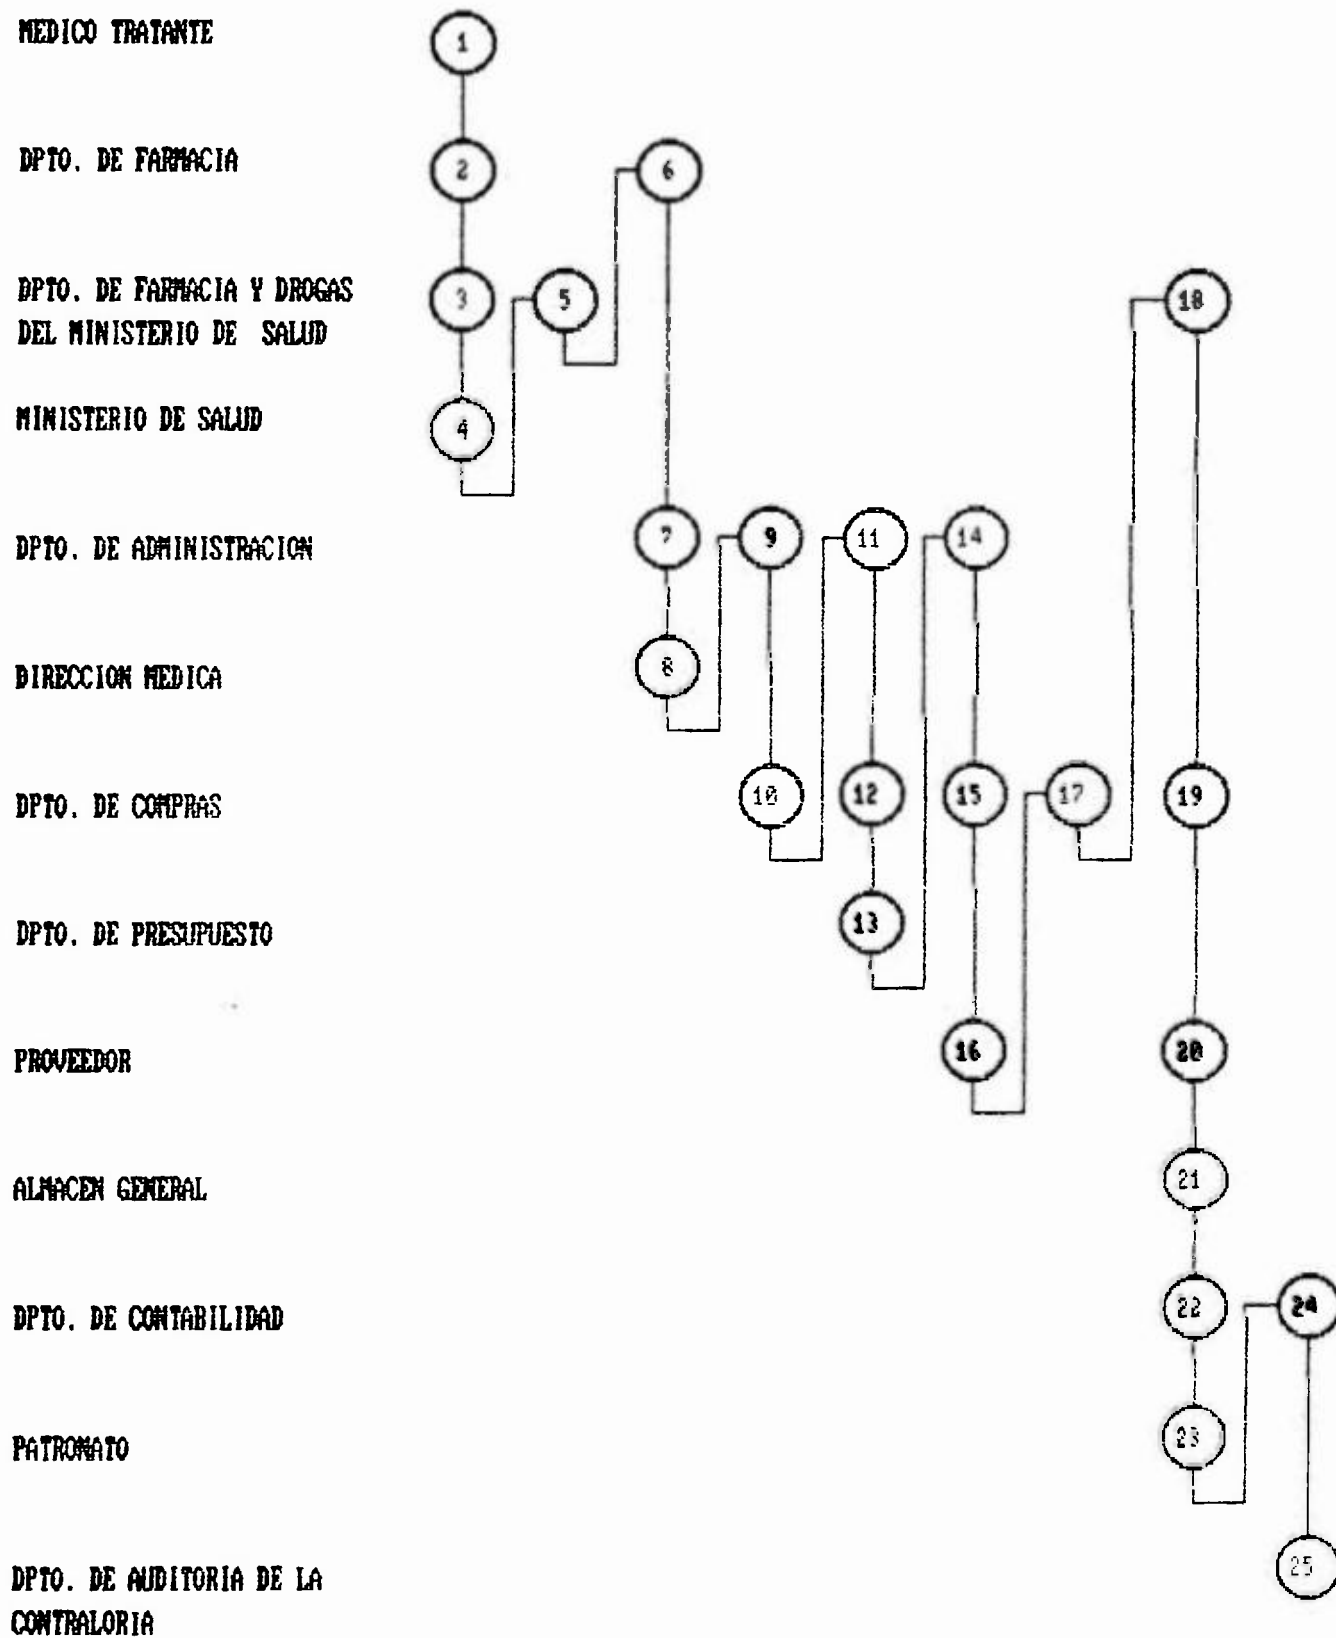 MEDICO TRATANTE
1
DPTO. DE FARMACIA
2
6
DPTO. DE FARMACIA Y DROGAS
DEL MINISTERIO DE SALUD
3
5
18
MINISTERIO DE SALUD
4
DPTO. DE ADMINISTRACION
7
9
11
14
DIRECCION MEDICA
8
DPTO. DE COMPRAS
10
12
15
17
19
DPTO. DE PRESUPUESTO
13
PROVEEDOR
16
20
ALMACEN GENERAL
21
DPTO. DE CONTABILIDAD
22
24
PATRONATO
23
DPTO. DE AUDITORIA DE LA
CONTRALORIA
25